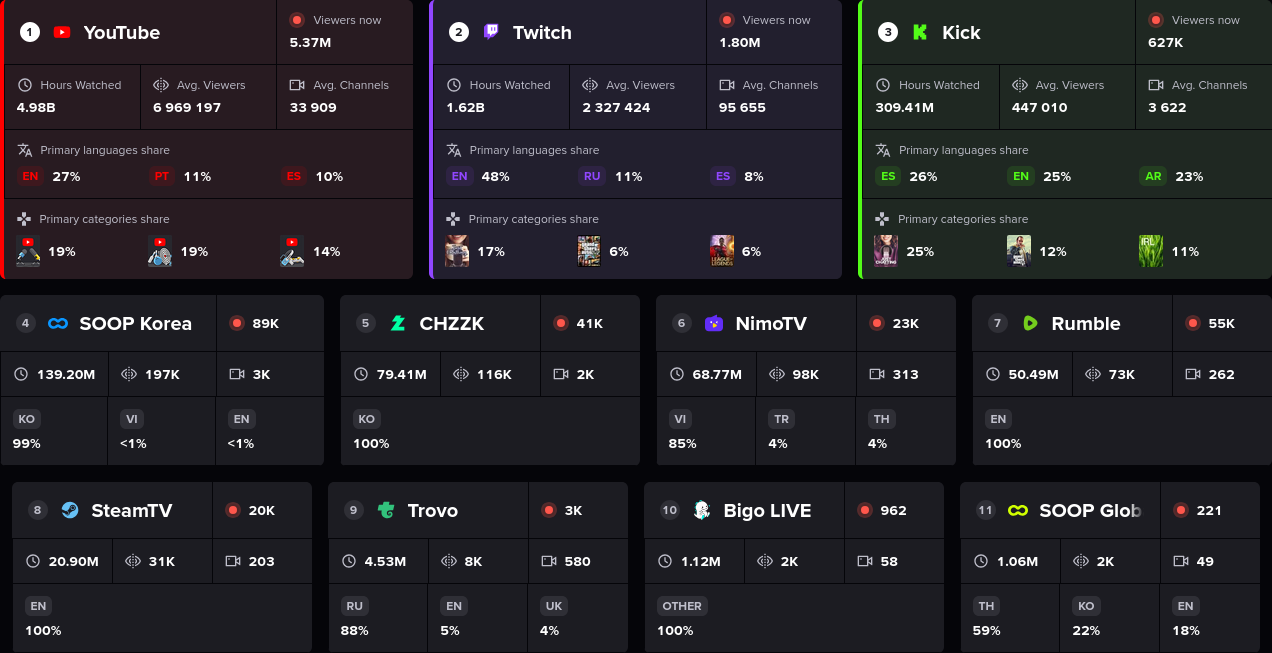 1 YouTube
Viewers now
5.37M
Hours Watched
4.98B
Avg. Viewers
6 969 197
Avg. Channels
33 909
Primary languages share
EN 27% PT 11% ES 10%
Primary categories share
19% 19% 14%
2 Twitch
Viewers now
1.80M
Hours Watched
1.62B
Avg. Viewers
2 327 424
Avg. Channels
95 655
Primary languages share
EN 48% RU 11% ES 8%
Primary categories share
17% 6% 6%
3 Kick
Viewers now
627K
Hours Watched
309.41M
Avg. Viewers
447 010
Avg. Channels
3 622
Primary languages share
ES 26% EN 25% AR 23%
Primary categories share
25% 12% 11%
4 SOOP Korea 89K
139.20M 197K 3K
KO VI EN
99% <1% <1%
5 CHZZK 41K
79.41M 116K 2K
KO
100%
6 NimoTV 23K
68.77M 98K 313
VI TR TH
85% 4% 4%
7 Rumble 55K
50.49M 73K 262
EN
100%
8 SteamTV 20K
20.90M 31K 203
EN
100%
9 Trovo 3K
4.53M 8K 580
RU EN UK
88% 5% 4%
10 Bigo LIVE 962
1.12M 2K 58
OTHER
100%
11 SOOP Glob 221
1.06M 2K 49
TH KO EN
59% 22% 18%